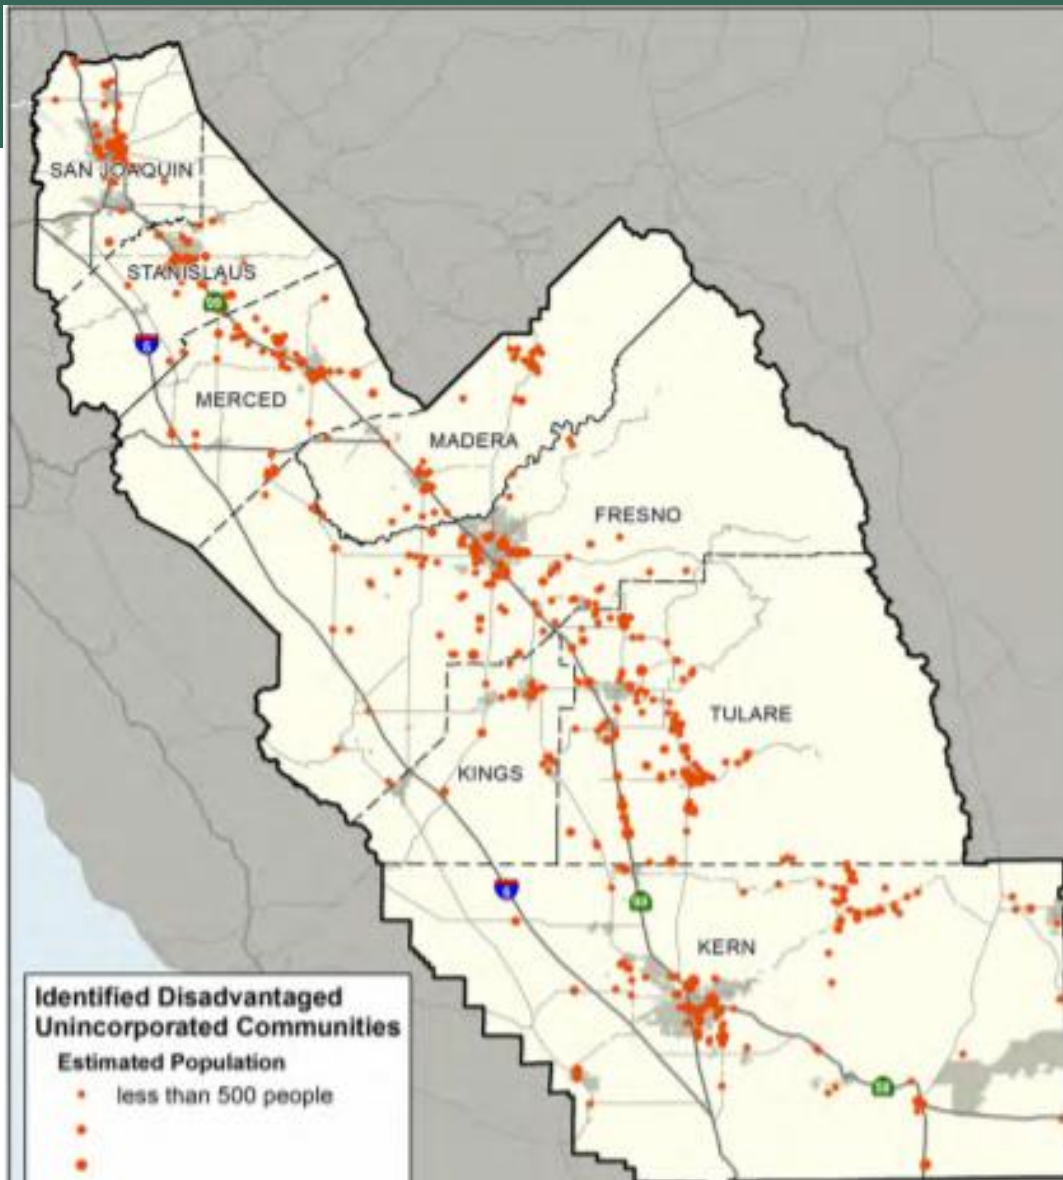 SAN JOAQUIN
STANISLAUS
MERCED
MADERA
FRESNO
TULARE
KINGS
KERN
Identified Disadvantaged
Unincorporated Communities
Estimated Population
less than 500 people